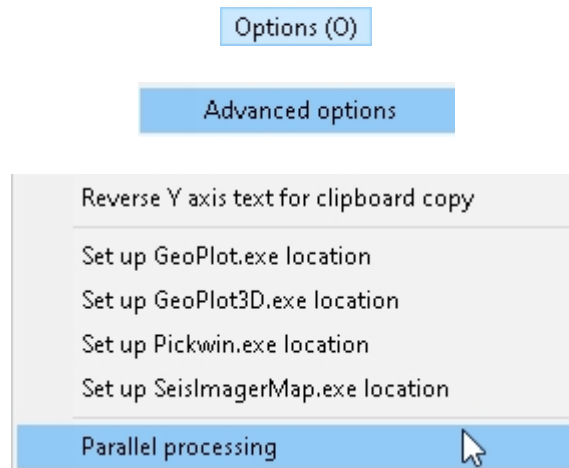 Options (O)
Advanced options
Reverse Y axis text for clipboard copy
Set up GeoPlot.exe location
Set up GeoPlot3D.exe location
Set up Pickwin.exe location
Set up SeisImagerMap.exe location
Parallel processing